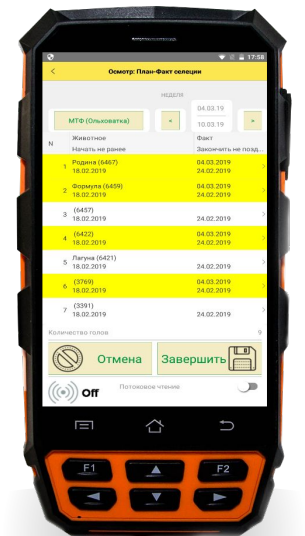 17:58
Осмотр: План-Факт селекции
НЕДЕЛИ
04.03.19
МТФ (Ольховатка) < >
10.03.19
N Животное Факт
Начать не ранее Закончить не позд...
1 Родина (6467) 04.03.2019
18.02.2019 24.02.2019
2 Формула (6459) 04.03.2019
18.02.2019 24.02.2019
3 (6457)
18.02.2019 24.02.2019
4 (6422) 04.03.2019
18.02.2019 24.02.2019
5 Лагуна (6421)
18.02.2019 24.02.2019
6 (3769) 04.03.2019
18.02.2019 24.02.2019
7 (3391)
18.02.2019 24.02.2019
Количество голов 9
Отмена Завершить
Off Потоковое чтение
F1 F2